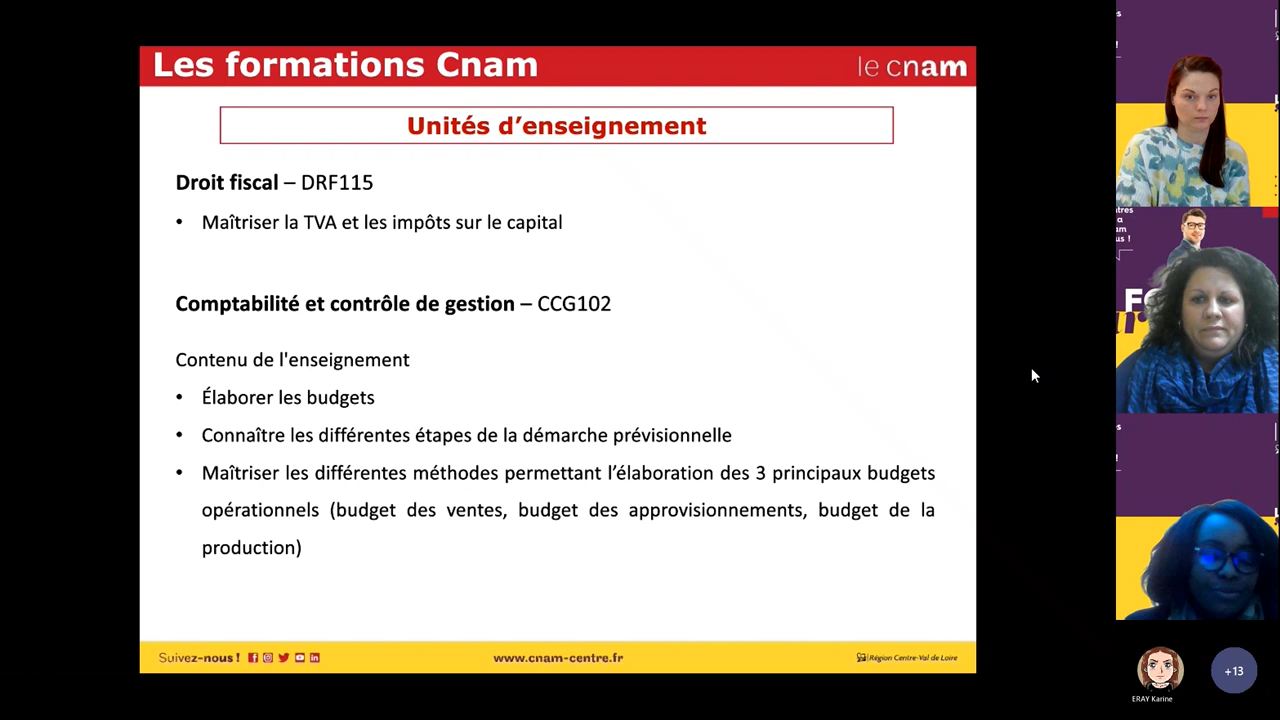 Les formations Cnam
le cnam
Unités d’enseignement
Droit fiscal – DRF115
• Maîtriser la TVA et les impôts sur le capital
Comptabilité et contrôle de gestion – CCG102
Contenu de l'enseignement
• Élaborer les budgets
• Connaître les différentes étapes de la démarche prévisionnelle
• Maîtriser les différentes méthodes permettant l’élaboration des 3 principaux budgets
opérationnels (budget des ventes, budget des approvisionnements, budget de la
production)
Suivez-nous !
www.cnam-centre.fr
Région Centre-Val de Loire
ERAY Karine
+13